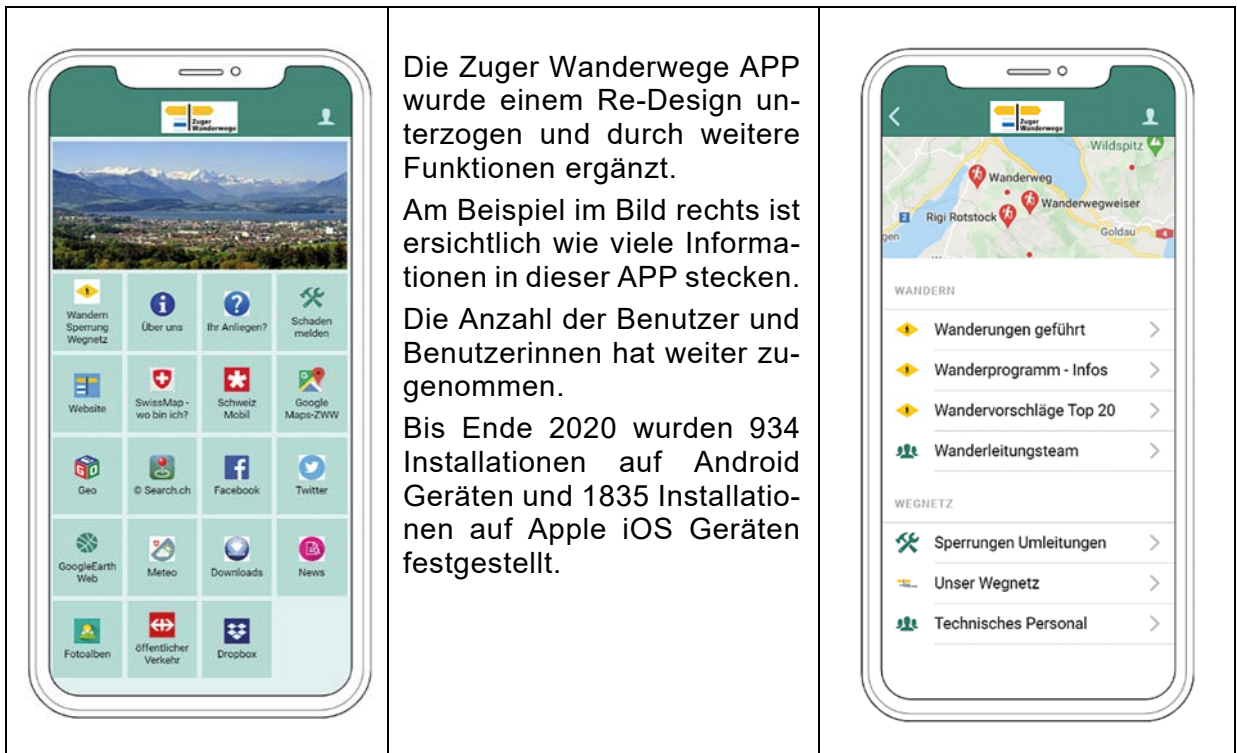 Zuger
Wanderwege
Wandern
Sperrung
Wegnetz
Über uns
Ihr Anliegen?
Schaden
melden
Website
SwissMap -
wo bin ich?
Schweiz
Mobil
Google
Maps-ZWW
Geo
© Search.ch
Facebook
Twitter
GoogleEarth
Web
Meteo
Downloads
News
Fotoalben
öffentlicher
Verkehr
Dropbox
Die Zuger Wanderwege APP
wurde einem Re-Design un-
terzogen und durch weitere
Funktionen ergänzt.
Am Beispiel im Bild rechts ist
ersichtlich wie viele Informa-
tionen in dieser APP stecken.
Die Anzahl der Benutzer und
Benutzerinnen hat weiter zu-
genommen.
Bis Ende 2020 wurden 934
Installationen auf Android
Geräten und 1835 Installatio-
nen auf Apple iOS Geräten
festgestellt.
Zuger
Wanderwege
Wildspitz
Wanderweg
Wanderwegweiser
2
Rigi Rotstock
Goldau
4
gen
WANDERN
Wanderungen geführt
Wanderprogramm - Infos
Wandervorschläge Top 20
Wanderleitungsteam
WEGNETZ
Sperrungen Umleitungen
Unser Wegnetz
Technisches Personal